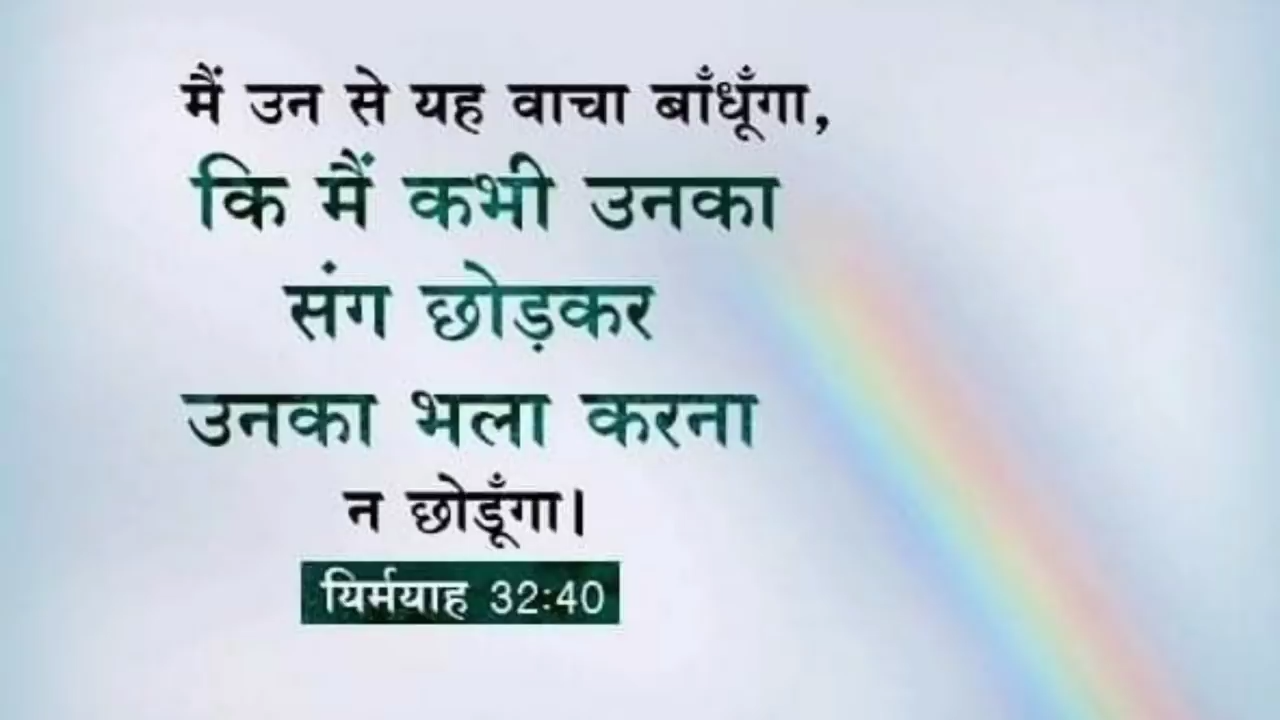 मैं उन से यह वाचा बाँधूँगा,
कि मैं कभी उनका
संग छोड़कर
उनका भला करना
न छोडूँगा।
यिर्मयाह 32:40